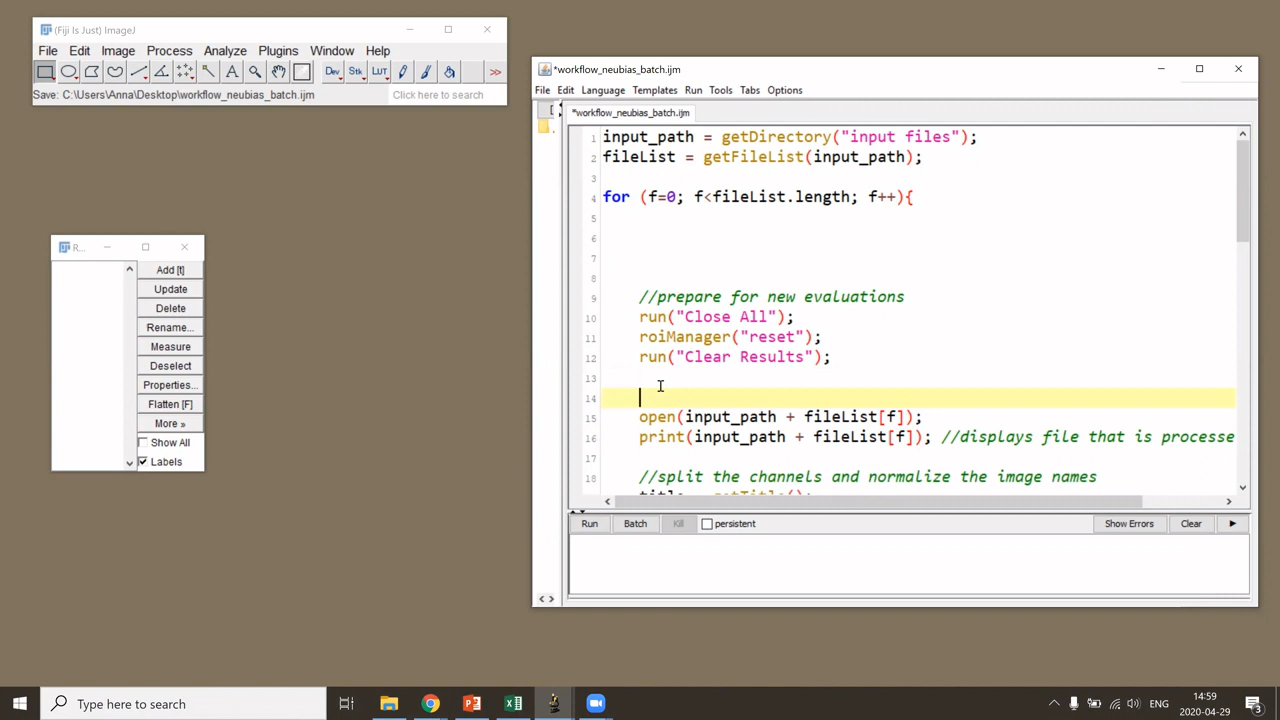 (Fiji Is Just) ImageJ
File Edit Image Process Analyze Plugins Window Help
Dev Stk LUT >>
Save: C:\Users\Anna\Desktop\workflow_neubias_batch.ijm
Click here to search
R...
Add [t]
Update
Delete
Rename...
Measure
Deselect
Properties...
Flatten [F]
More »
Show All
Labels
*workflow_neubias_batch.ijm
File Edit Language Templates Run Tools Tabs Options
*workflow_neubias_batch.ijm
1 input_path = getDirectory("input files");
2 fileList = getFileList(input_path);
3
4 for (f=0; f<fileList.length; f++){
5
6
7
8
9 //prepare for new evaluations
10 run("Close All");
11 roiManager("reset");
12 run("Clear Results");
13
14
15 open(input_path + fileList[f]);
16 print(input_path + fileList[f]); //displays file that is processe
17
18 //split the channels and normalize the image names
title = getTitle();
Run Batch Kill persistent Show Errors Clear
Type here to search
14:59
2020-04-29
3